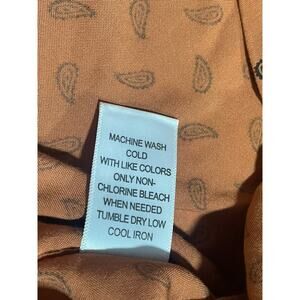 MACHINE WASH
COLD
WITH LIKE COLORS
ONLY NON-
CHLORINE BLEACH
WHEN NEEDED
TUMBLE DRY LOW
COOL IRON